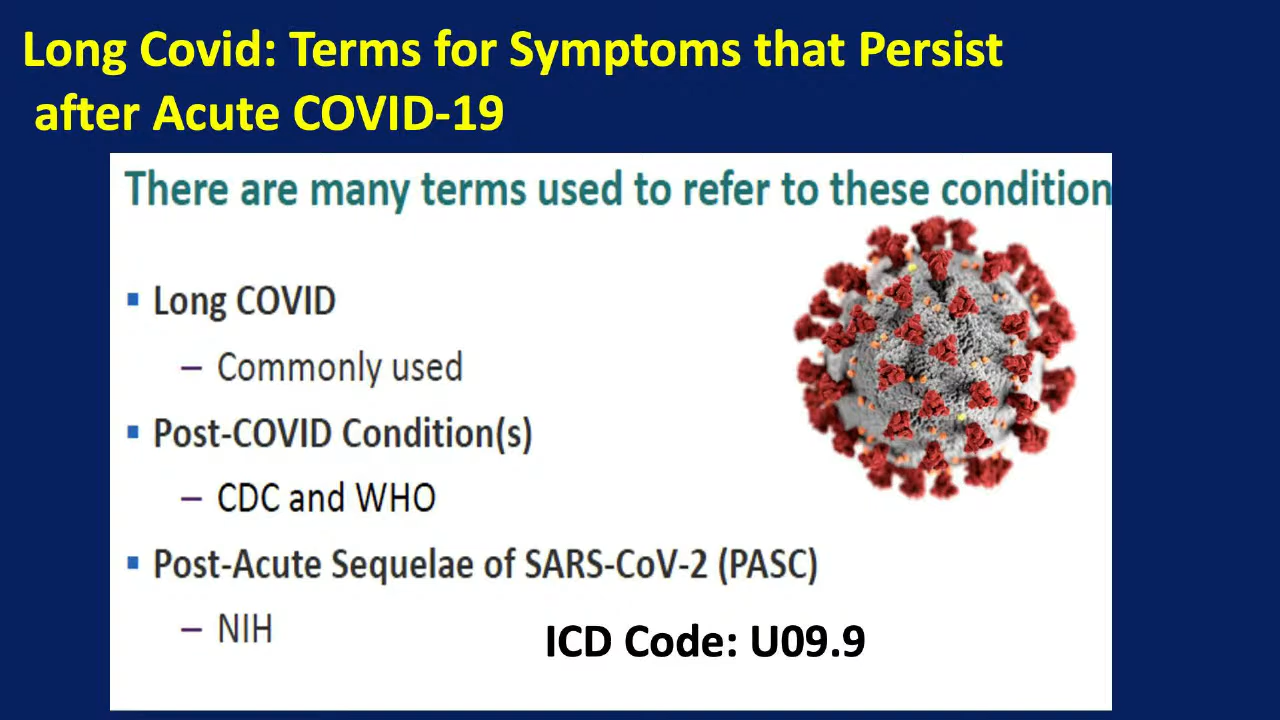 Long Covid: Terms for Symptoms that Persist
after Acute COVID-19
There are many terms used to refer to these condition
▪ Long COVID
– Commonly used
▪ Post-COVID Condition(s)
– CDC and WHO
▪ Post-Acute Sequelae of SARS-CoV-2 (PASC)
– NIH
ICD Code: U09.9